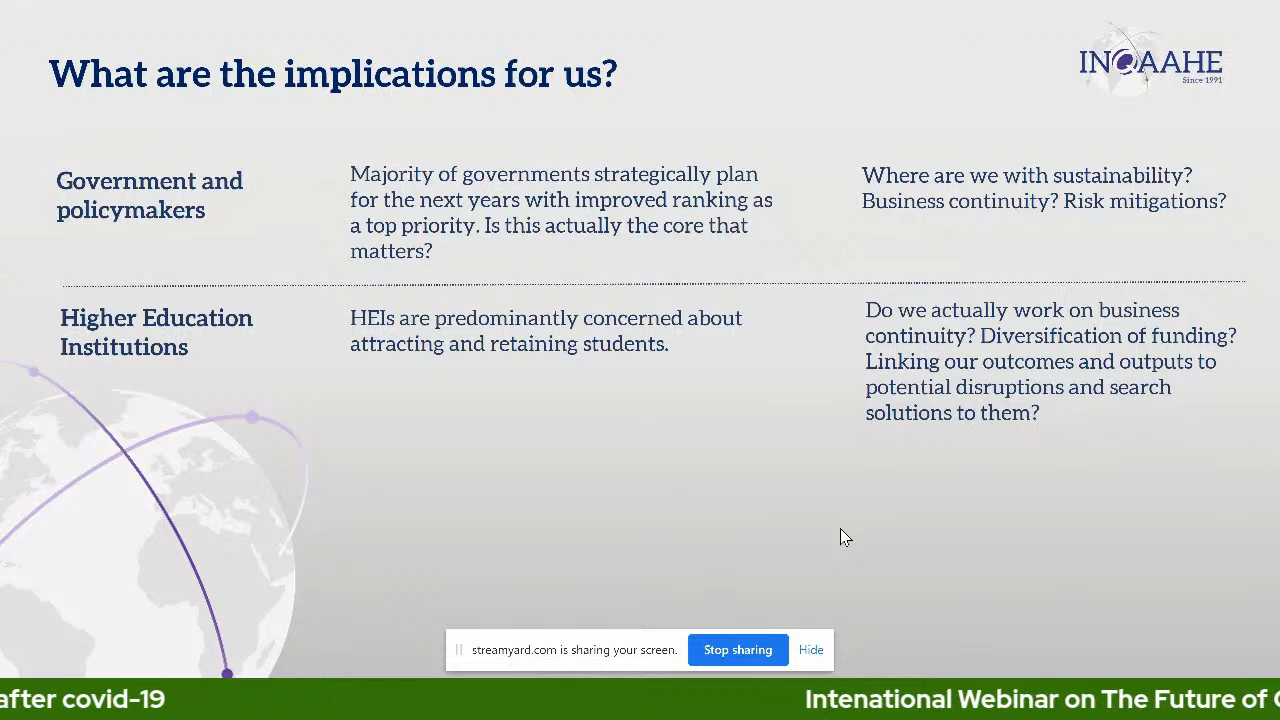 What are the implications for us?
INQAAHE
Since 1991
Government and
policymakers
Majority of governments strategically plan
for the next years with improved ranking as
a top priority. Is this actually the core that
matters?
Where are we with sustainability?
Business continuity? Risk mitigations?
Higher Education
Institutions
HEIs are predominantly concerned about
attracting and retaining students.
Do we actually work on business
continuity? Diversification of funding?
Linking our outcomes and outputs to
potential disruptions and search
solutions to them?
streamyard.com is sharing your screen.
Stop sharing
Hide
after covid-19
Intenational Webinar on The Future of